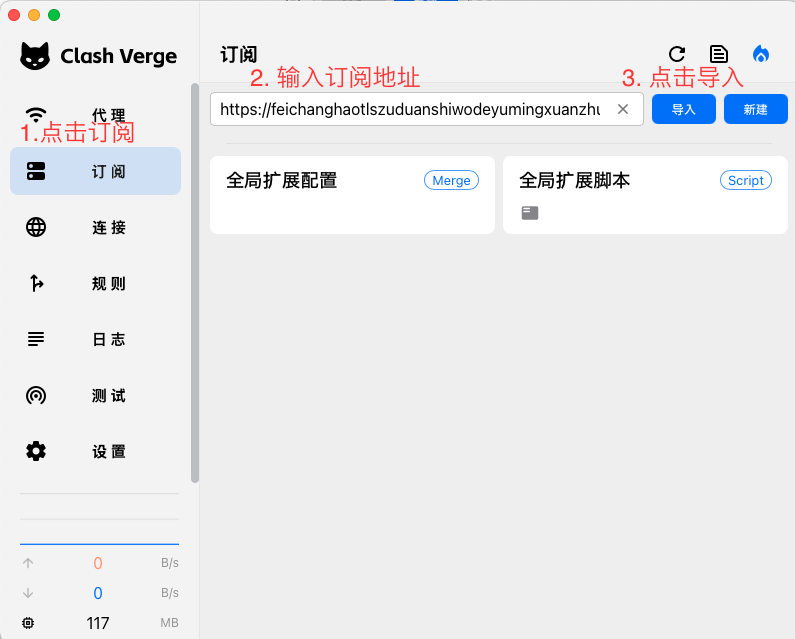 Clash Verge
订阅
2. 输入订阅地址
3. 点击导入
代理
1.点击订阅
https://feichanghaotlszuduanshiwodeyumingxuanzhu
导入
新建
订阅
全局扩展配置
Merge
全局扩展脚本
Script
连接
规则
日志
测试
设置
0 B/s
0 B/s
117 MB